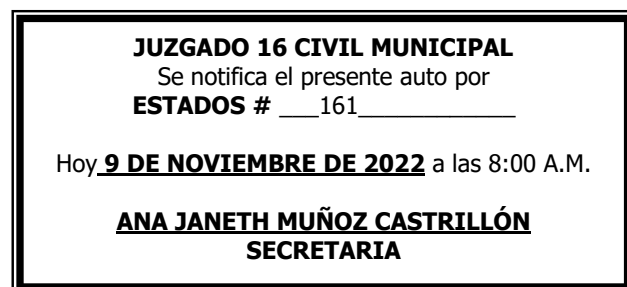 JUZGADO 16 CIVIL MUNICIPAL
Se notifica el presente auto por
ESTADOS # ___161____________
Hoy 9 DE NOVIEMBRE DE 2022 a las 8:00 A.M.
ANA JANETH MUÑOZ CASTRILLÓN
SECRETARIA